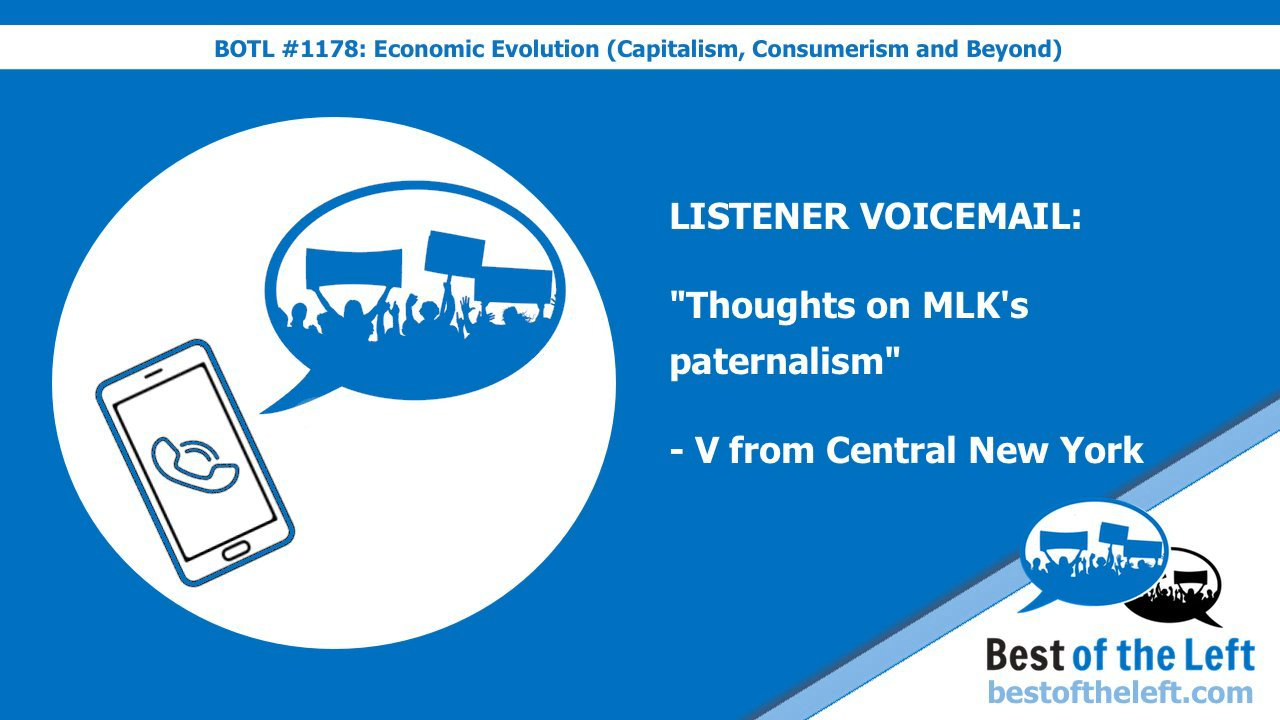 BOTL #1178: Economic Evolution (Capitalism, Consumerism and Beyond)
LISTENER VOICEMAIL:
"Thoughts on MLK's
paternalism"
- V from Central New York
Best of the Left
bestoftheleft.com